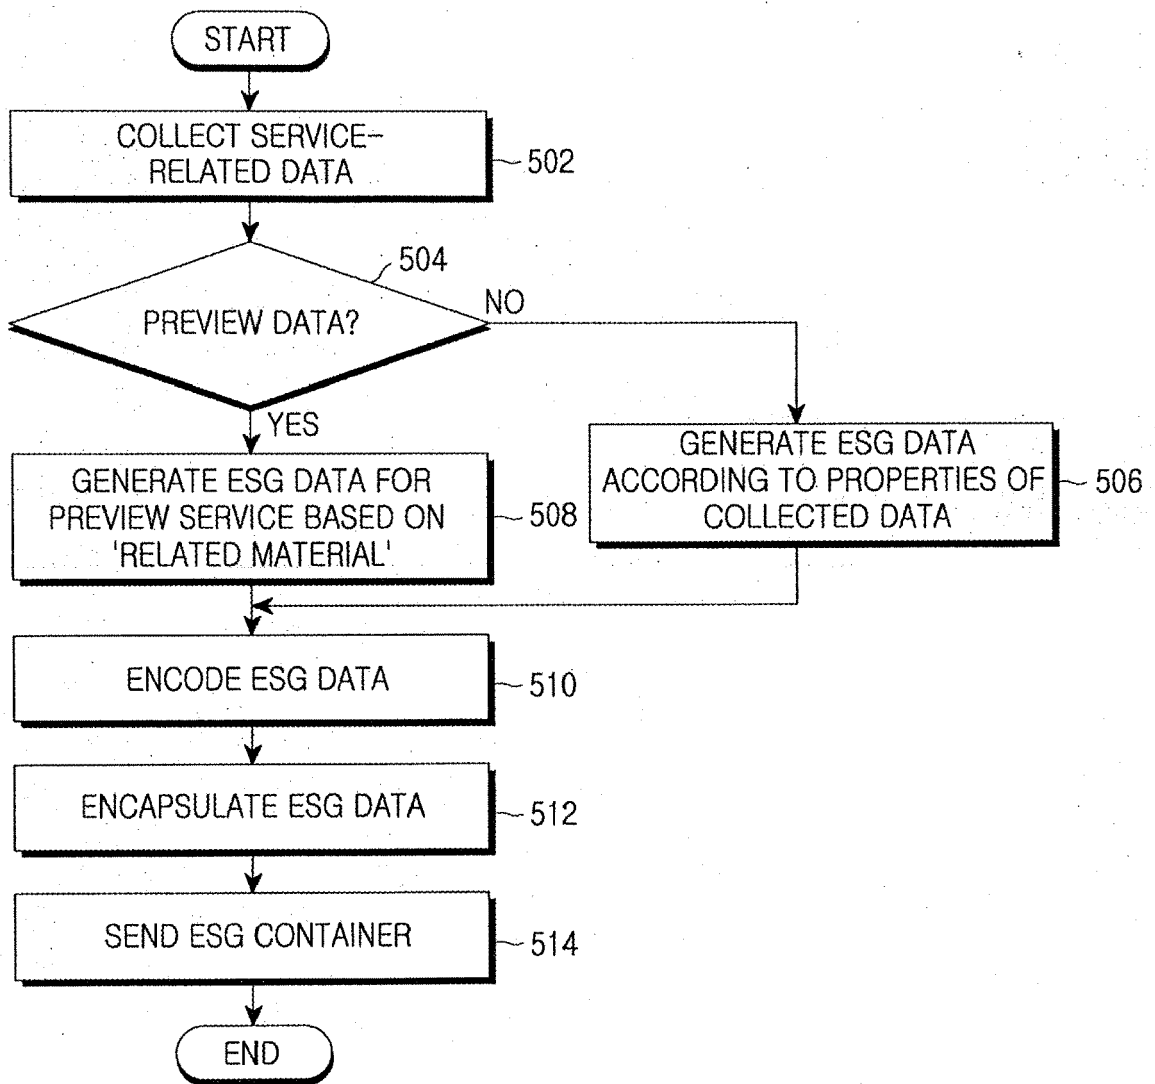 START
COLLECT SERVICE-
RELATED DATA
502
504
PREVIEW DATA?
NO
YES
GENERATE ESG DATA FOR
PREVIEW SERVICE BASED ON
'RELATED MATERIAL'
508
GENERATE ESG DATA
ACCORDING TO PROPERTIES OF
COLLECTED DATA
506
ENCODE ESG DATA
510
ENCAPSULATE ESG DATA
512
SEND ESG CONTAINER
514
END